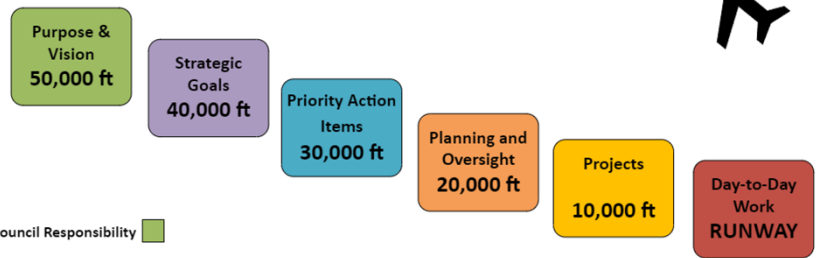 Purpose &
Vision
50,000 ft
Strategic
Goals
40,000 ft
Priority Action
Items
30,000 ft
Planning and
Oversight
20,000 ft
Projects
10,000 ft
Day-to-Day
Work
RUNWAY
ouncil Responsibility